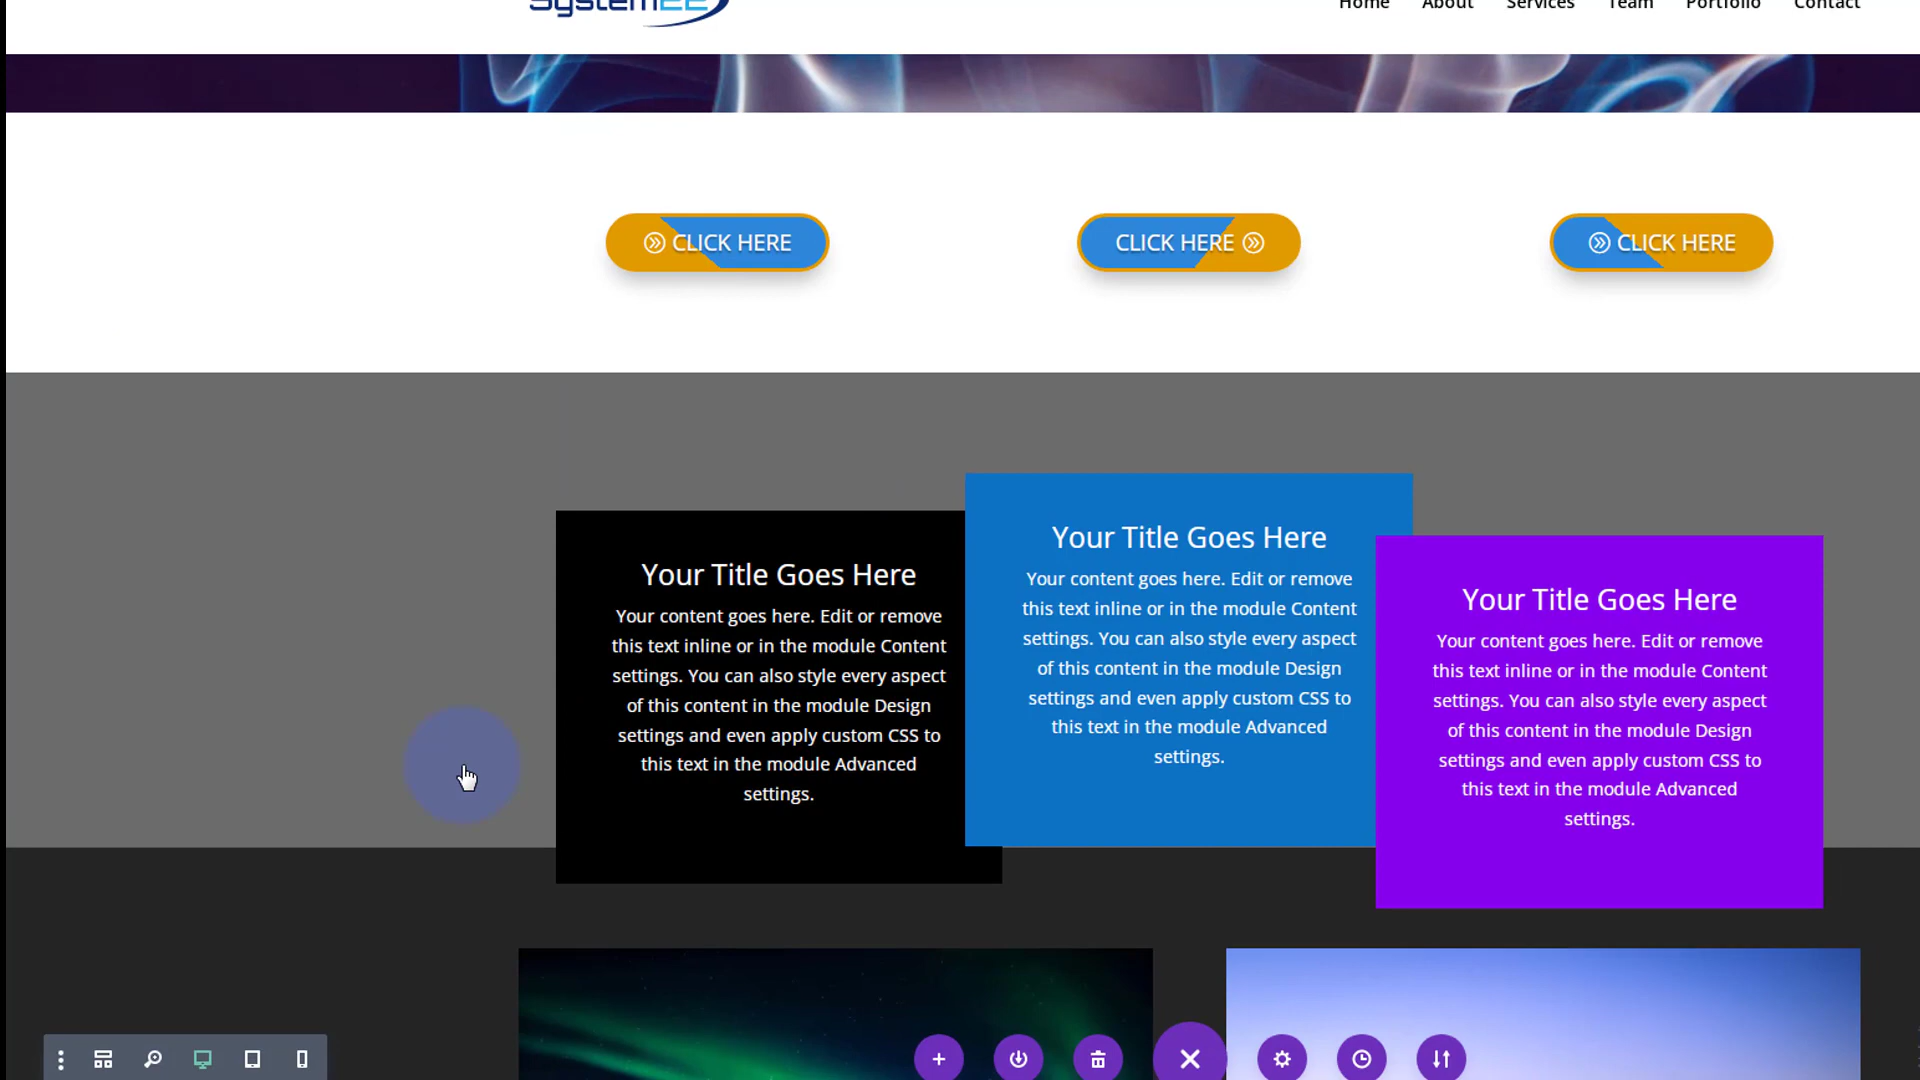 System22
Home About Services Team Portfolio Contact
CLICK HERE
CLICK HERE
CLICK HERE
Your Title Goes Here
Your content goes here. Edit or remove
this text inline or in the module Content
settings. You can also style every aspect
of this content in the module Design
settings and even apply custom CSS to
this text in the module Advanced
settings.
Your Title Goes Here
Your content goes here. Edit or remove
this text inline or in the module Content
settings. You can also style every aspect
of this content in the module Design
settings and even apply custom CSS to
this text in the module Advanced
settings.
Your Title Goes Here
Your content goes here. Edit or remove
this text inline or in the module Content
settings. You can also style every aspect
of this content in the module Design
settings and even apply custom CSS to
this text in the module Advanced
settings.